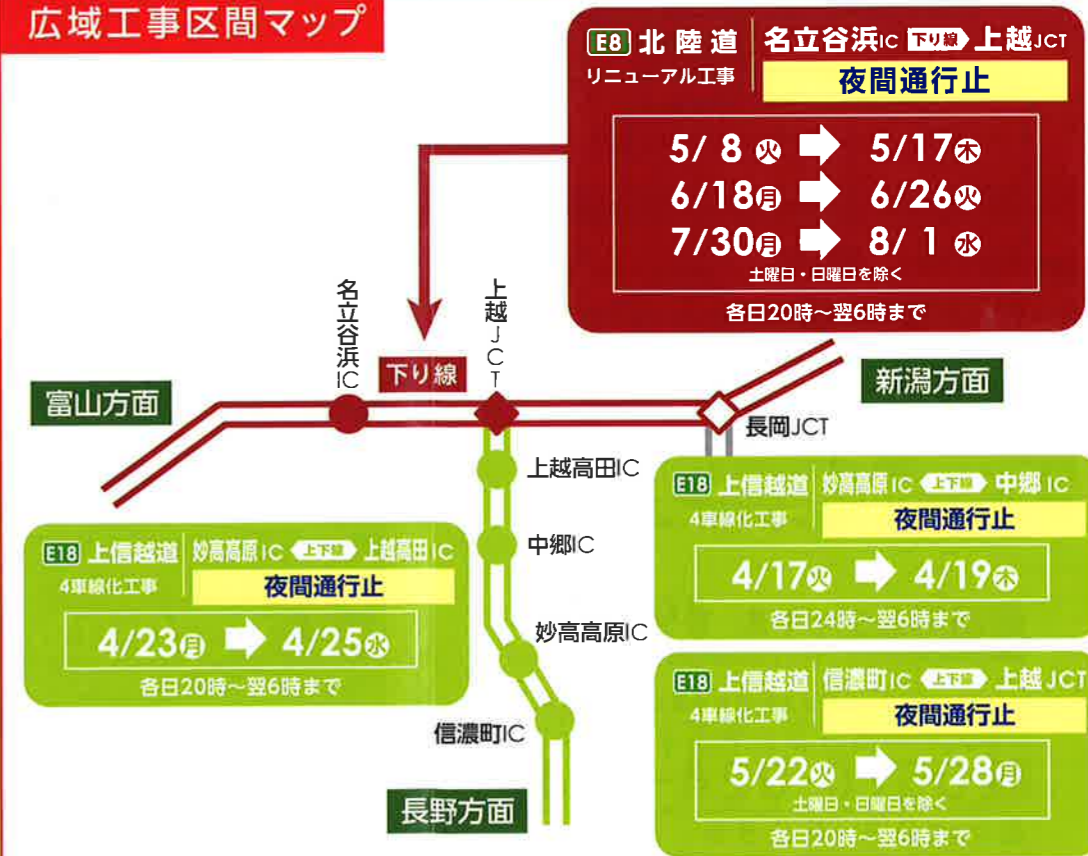 広域工事区間マップ
E8 北陸道
リニューアル工事
名立谷浜IC 下り線 上越JCT
夜間通行止
5/ 8 火 5/17 木
6/18 月 6/26 火
7/30 月 8/ 1 水
土曜日・日曜日を除く
各日20時～翌6時まで
名立谷浜IC
上越JCT
下り線
富山方面
新潟方面
長岡JCT
上越高田IC
中郷IC
妙高高原IC
信濃町IC
長野方面
E18 上信越道
4車線化工事
妙高高原IC 上下線 上越高田IC
夜間通行止
4/23 月 4/25 水
各日20時～翌6時まで
E18 上信越道
4車線化工事
妙高高原IC 上下線 中郷IC
夜間通行止
4/17 火 4/19 木
各日24時～翌6時まで
E18 上信越道
4車線化工事
信濃町IC 上下線 上越JCT
夜間通行止
5/22 火 5/28 月
土曜日・日曜日を除く
各日20時～翌6時まで